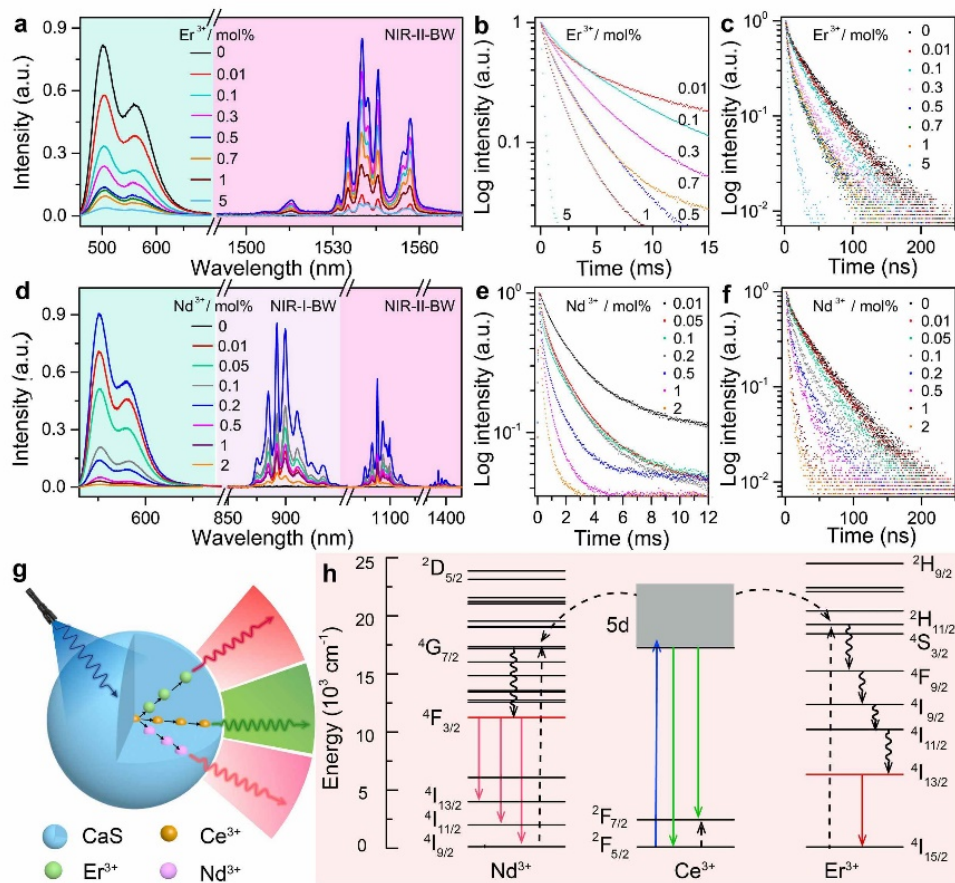 a
Er³⁺/ mol%
0
0.01
0.1
0.3
0.5
0.7
1
5
NIR-II-BW
Intensity (a.u.)
0.9
0.6
0.3
0.0
500 600 1500 1540 1560
Wavelength (nm)
b
Er³⁺/ mol%
Log intensity (a.u.)
1
0.1
0.01
0.1
0.3
0.7
0.5
1
5
0 5 10 15
Time (ms)
c
Er³⁺/ mol%
0
0.01
0.1
0.3
0.5
0.7
1
5
Log intensity (a.u.)
10⁰
10⁻¹
10⁻²
0 100 200
Time (ns)
d
Nd³⁺/ mol%
0
0.01
0.05
0.1
0.2
0.5
1
2
NIR-I-BW
NIR-II-BW
Intensity (a.u.)
0.9
0.6
0.3
0.0
600 850 900 1100 1400
Wavelength (nm)
e
Nd³⁺/ mol%
0.01
0.05
0.1
0.2
0.5
1
2
Log intensity (a.u.)
10⁰
10⁻¹
0 2 4 6 8 10 12
Time (ms)
f
Nd³⁺/ mol%
0
0.01
0.05
0.1
0.2
0.5
1
2
Log intensity (a.u.)
10⁰
10⁻¹
10⁻²
0 100 200
Time (ns)
g
CaS
Ce³⁺
Er³⁺
Nd³⁺
h
Energy (10³ cm⁻¹)
25
20
15
10
5
0
²D₅/₂
⁴G₇/₂
⁴F₃/₂
⁴I₁₃/₂
⁴I₁₁/₂
⁴I₉/₂
Nd³⁺
5d
²F₇/₂
²F₅/₂
Ce³⁺
²H₉/₂
²H₁₁/₂
⁴S₃/₂
⁴F₉/₂
⁴I₉/₂
⁴I₁₁/₂
⁴I₁₃/₂
⁴I₁₅/₂
Er³⁺